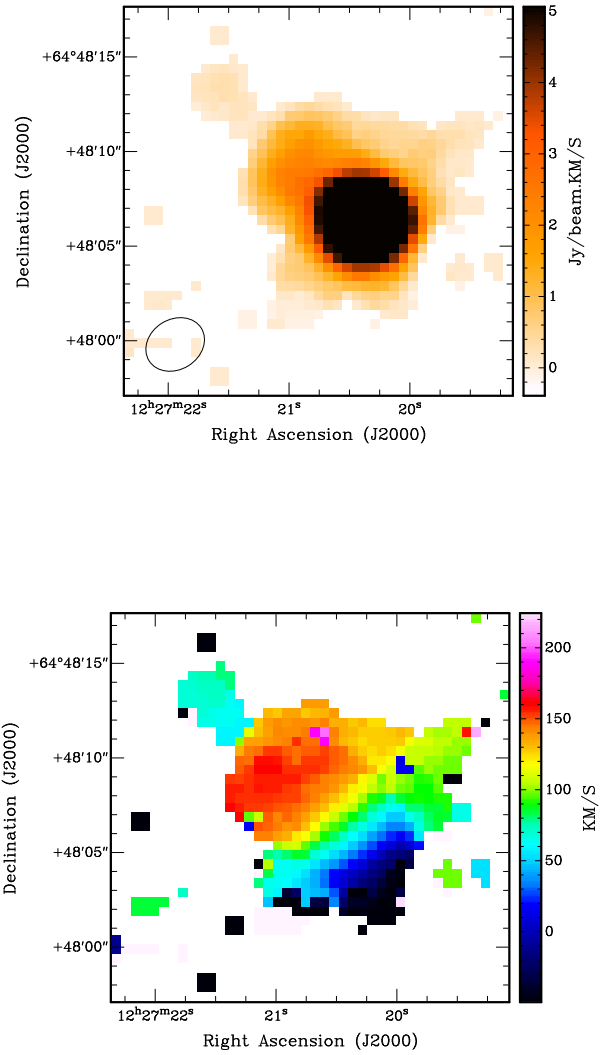 +64°48′15″
+48′10″
+48′05″
+48′00″
Declination (J2000)
12ʰ27ᵐ22ˢ 21ˢ 20ˢ
Right Ascension (J2000)
5
4
3
2
1
0
Jy/beam.KM/S
+64°48′15″
+48′10″
+48′05″
+48′00″
Declination (J2000)
12ʰ27ᵐ22ˢ 21ˢ 20ˢ
Right Ascension (J2000)
200
150
100
50
0
KM/S